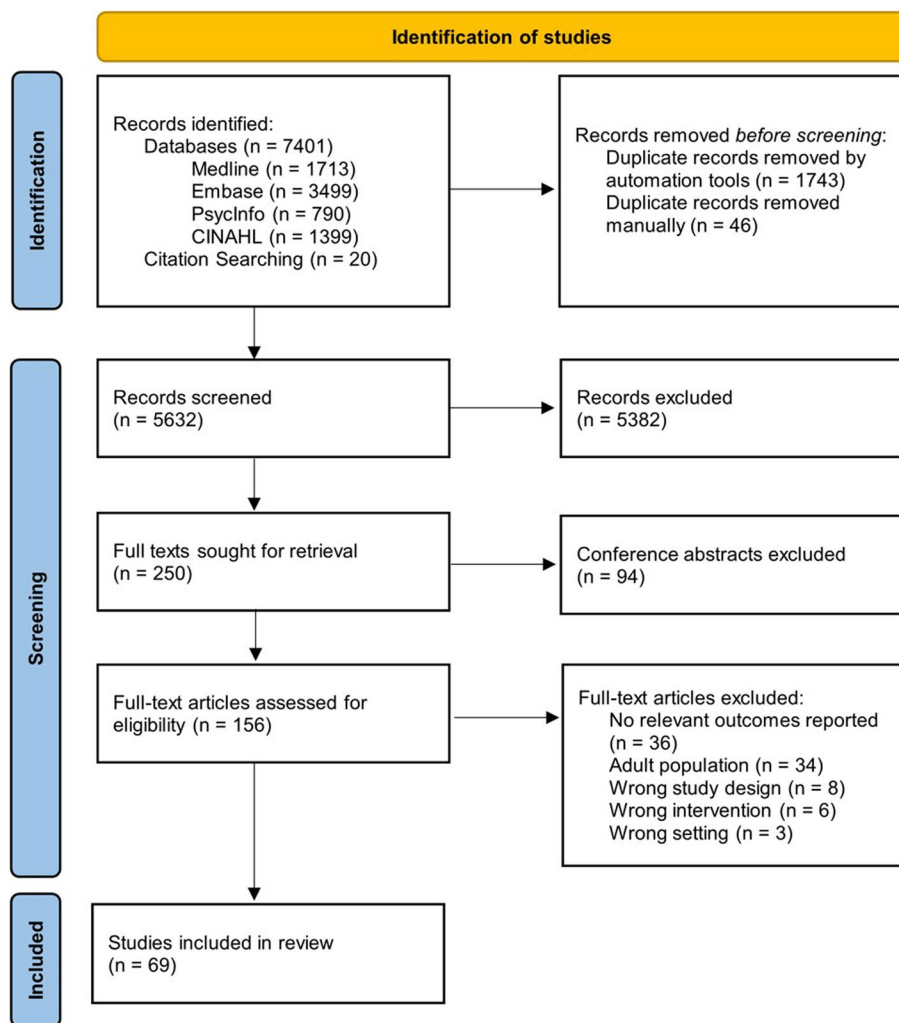 Identification of studies
Identification
Records identified:
Databases (n = 7401)
Medline (n = 1713)
Embase (n = 3499)
PsycInfo (n = 790)
CINAHL (n = 1399)
Citation Searching (n = 20)
Records removed before screening:
Duplicate records removed by
automation tools (n = 1743)
Duplicate records removed
manually (n = 46)
Screening
Records screened
(n = 5632)
Records excluded
(n = 5382)
Full texts sought for retrieval
(n = 250)
Conference abstracts excluded
(n = 94)
Full-text articles assessed for
eligibility (n = 156)
Full-text articles excluded:
No relevant outcomes reported
(n = 36)
Adult population (n = 34)
Wrong study design (n = 8)
Wrong intervention (n = 6)
Wrong setting (n = 3)
Included
Studies included in review
(n = 69)